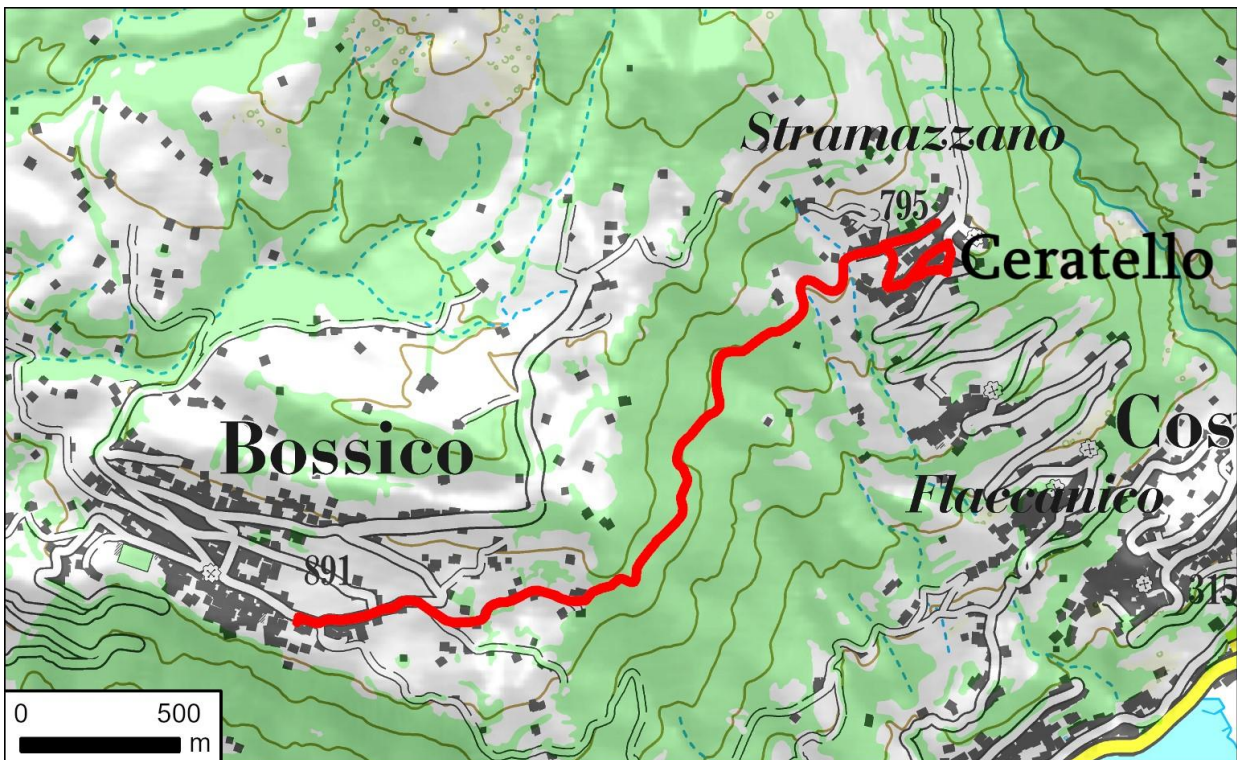 Stramazzano
795
Ceratello
Cos
Bossico
Flaccanico
891
315
0 500
m